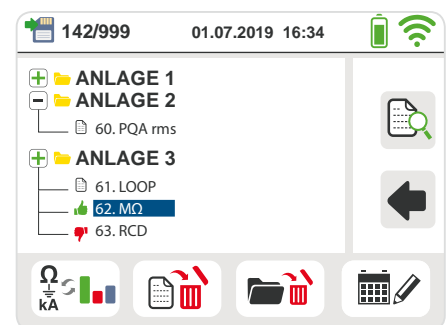 142/999 01.07.2019 16:34
ANLAGE 1
ANLAGE 2
60. PQA rms
ANLAGE 3
61. LOOP
62. MΩ
63. RCD
Ω
kA